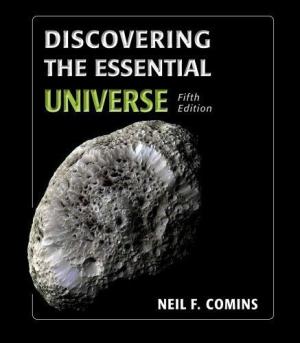 DISCOVERING
THE ESSENTIAL
UNIVERSE Fifth
Edition
NEIL F. COMINS